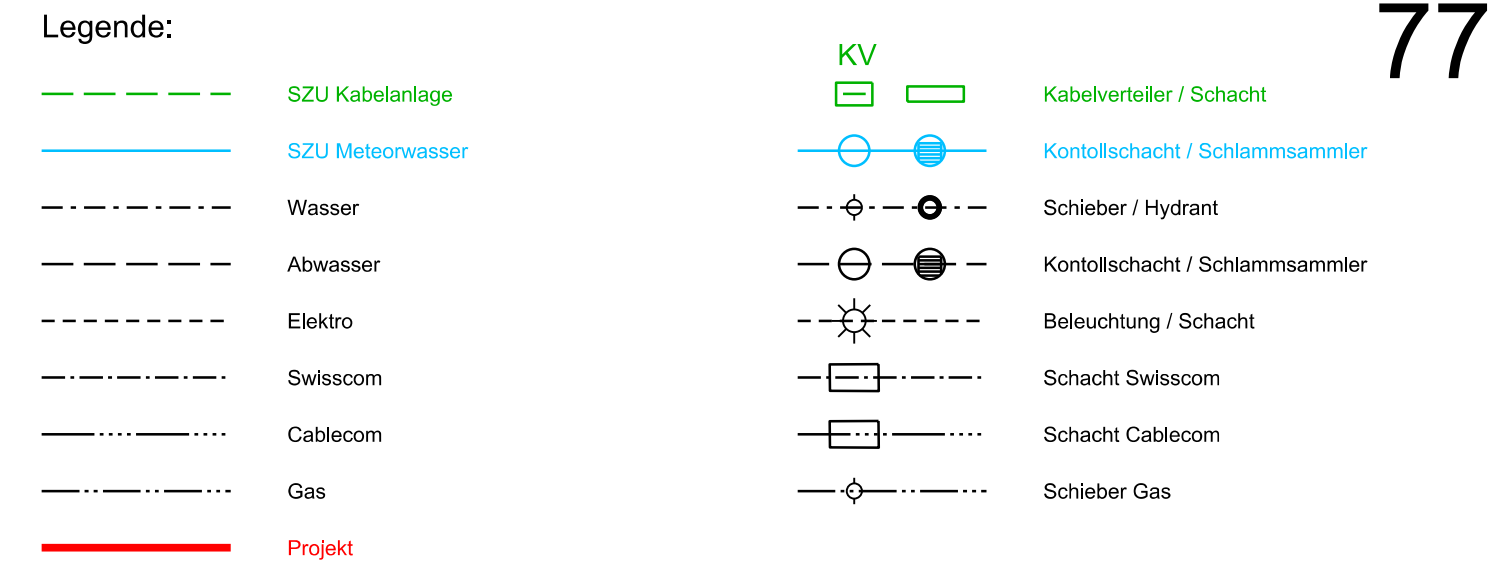 Legende:
77
KV
SZU Kabelanlage
Kabelverteiler / Schacht
SZU Meteorwasser
Kontollschacht / Schlammsammler
Wasser
Schieber / Hydrant
Abwasser
Kontollschacht / Schlammsammler
Elektro
Beleuchtung / Schacht
Swisscom
Schacht Swisscom
Cablecom
Schacht Cablecom
Gas
Schieber Gas
Projekt